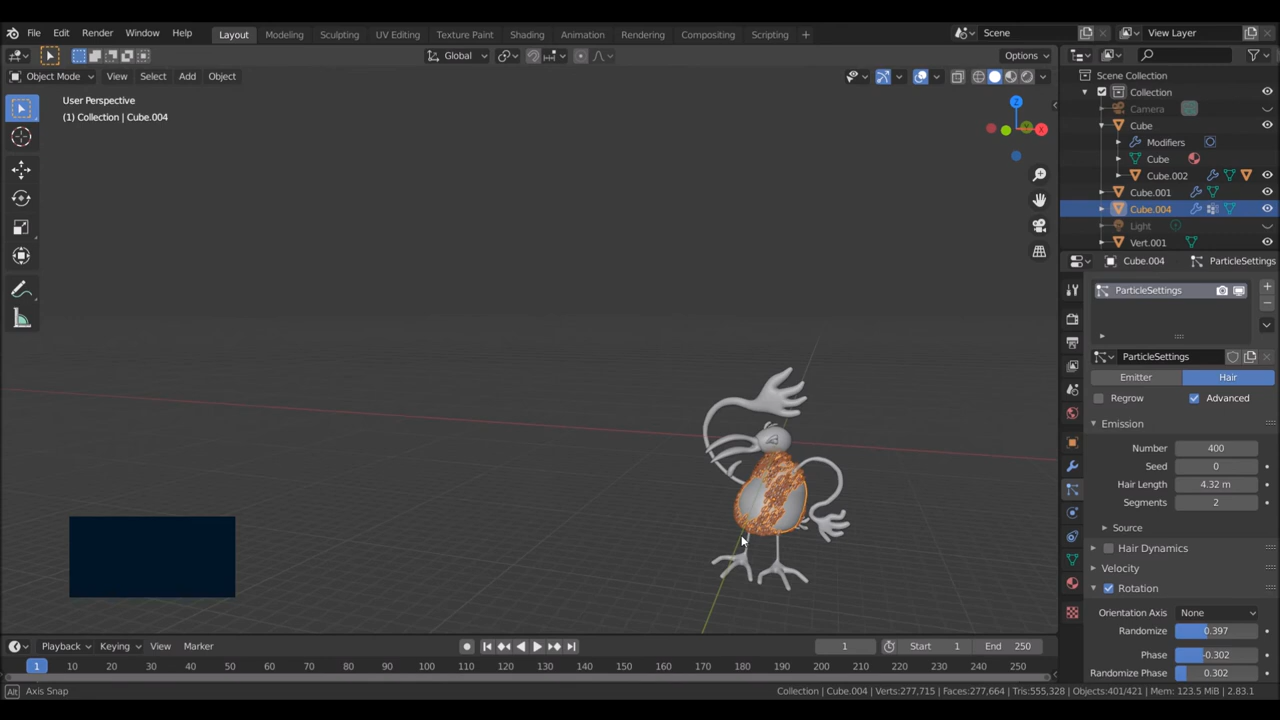 File Edit Render Window Help Layout Modeling Sculpting UV Editing Texture Paint Shading Animation Rendering Compositing Scripting + Scene View Layer
Global Options
Object Mode View Select Add Object
User Perspective
(1) Collection | Cube.004
Z
X
Y
Scene Collection
Collection
Camera
Cube
Modifiers
Cube
Cube.002
Cube.001
Cube.004
Light
Vert.001
Cube.004 ParticleSettings
ParticleSettings
ParticleSettings
Emitter Hair
Regrow Advanced
Emission
Number 400
Seed 0
Hair Length 4.32 m
Segments 2
Source
Hair Dynamics
Velocity
Rotation
Orientation Axis None
Randomize 0.397
Phase -0.302
Randomize Phase 0.302
Playback Keying View Marker 1 Start 1 End 250
1 10 20 30 40 50 60 70 80 90 100 110 120 130 140 150 160 170 180 190 200 210 220 230 240 250
Alt Axis Snap Collection | Cube.004 | Verts:277,715 | Faces:277,664 | Tris:555,328 | Objects:401/421 | Mem: 123.5 MiB | 2.83.1